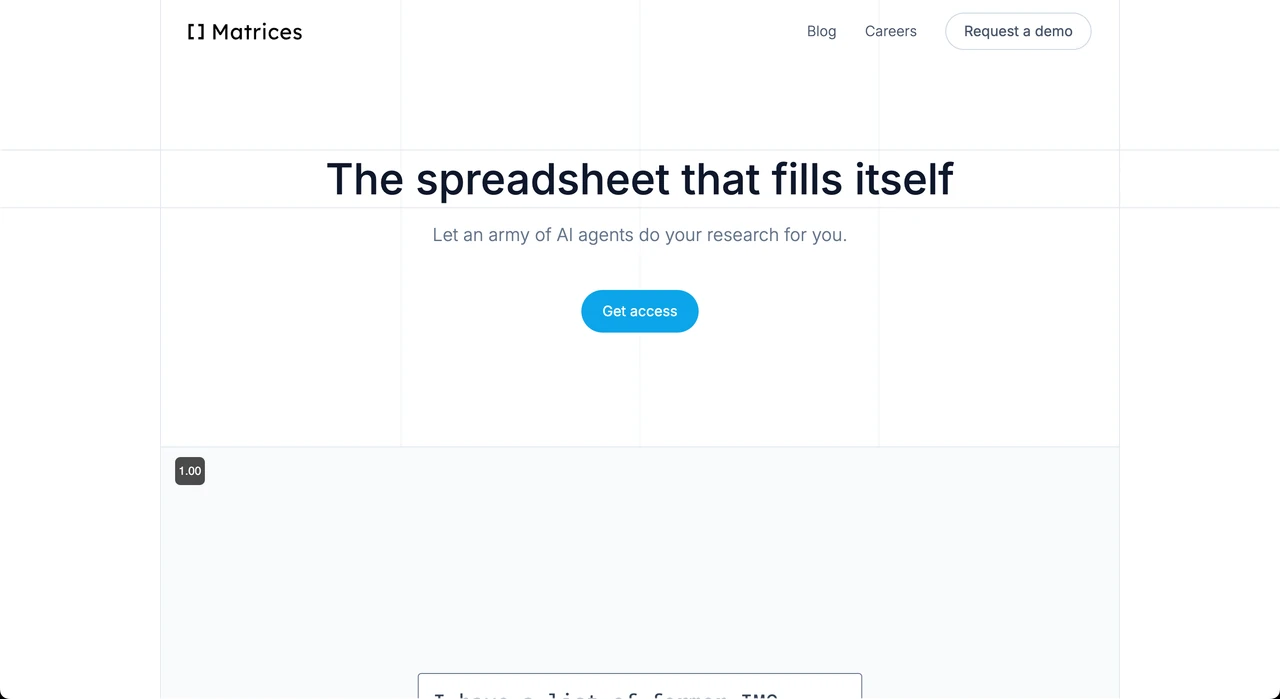 [] Matrices
Blog
Careers
Request a demo
The spreadsheet that fills itself
Let an army of AI agents do your research for you.
Get access
1.00
I have a list of former IMO